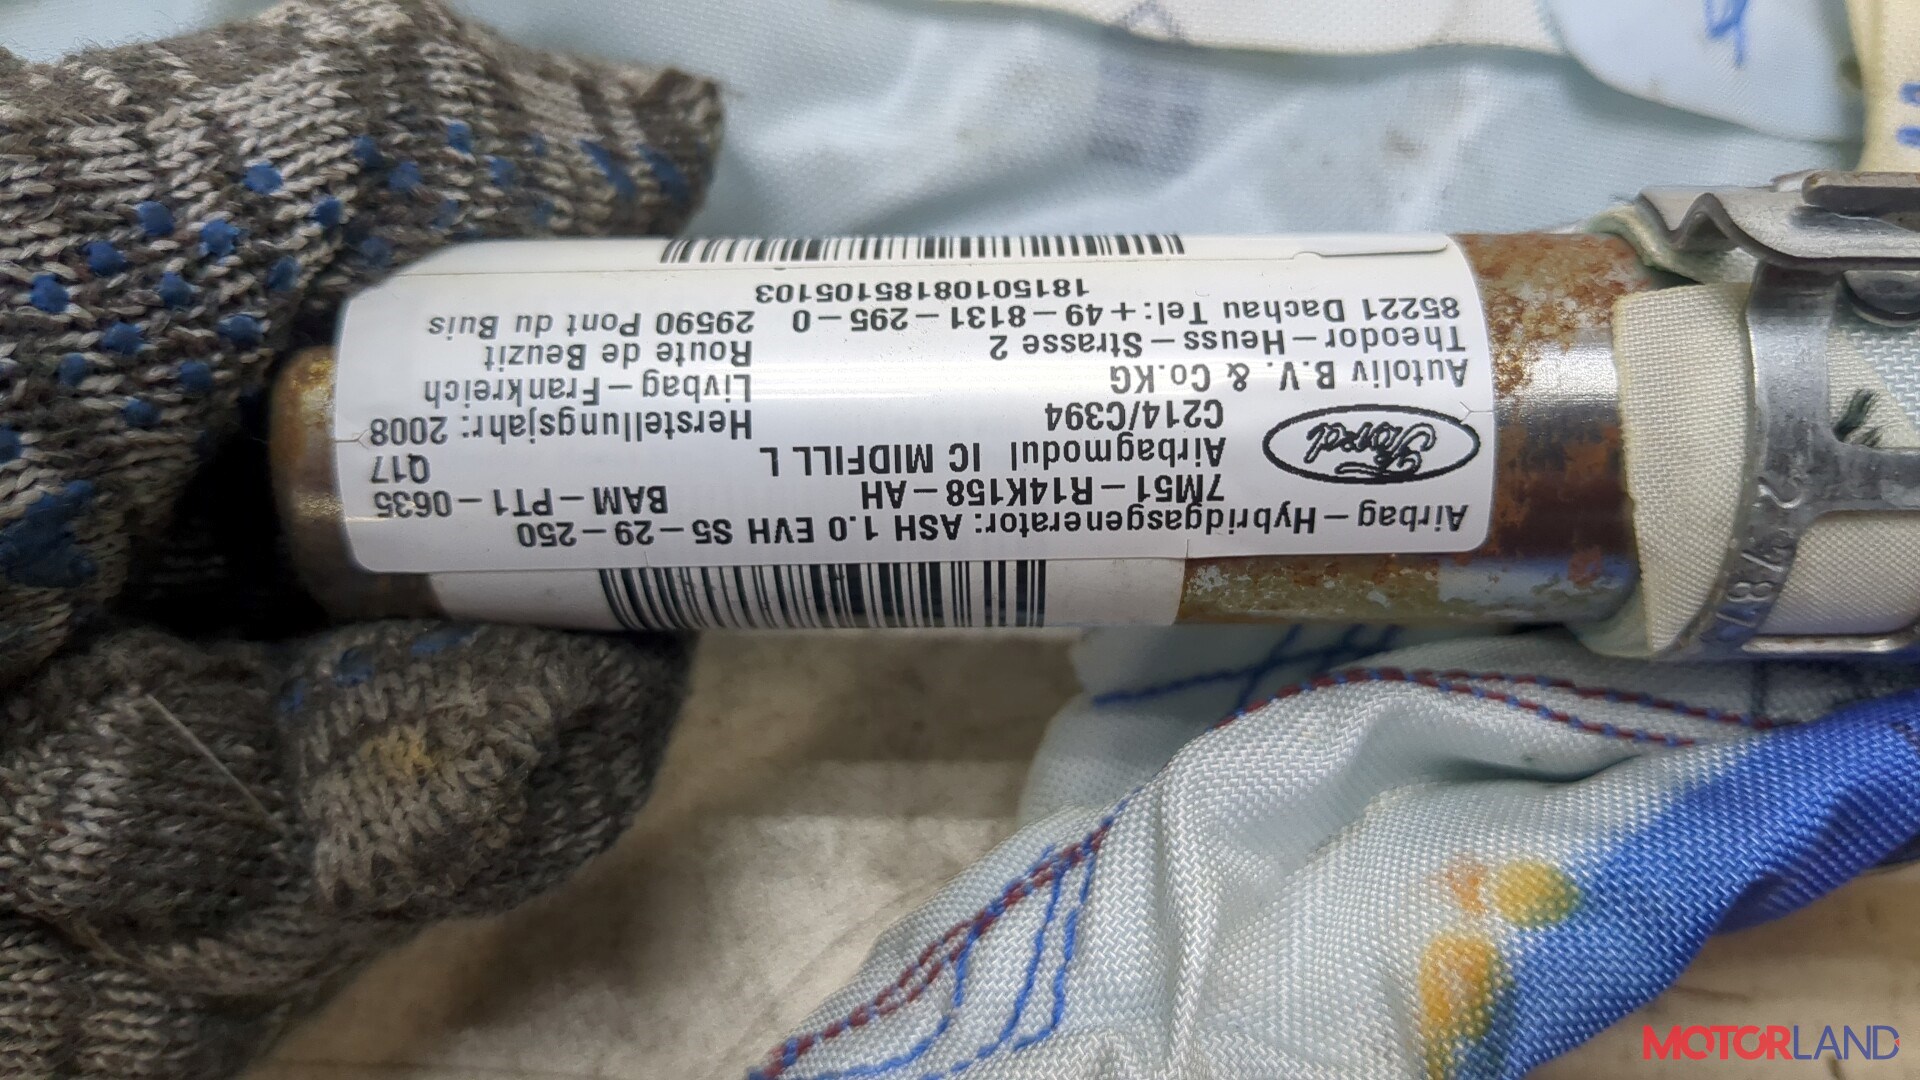 Airbag-Hybridgasgenerator: ASH 1.0 EVH S5-29-250
7M51-R14K158-AH BAM-PT1-0635
Airbagmodul IC MIDFILL L Q17
C214/C394 Herstellungsjahr: 2008
Ford
Autoliv B.V. & Co.KG Livbag-Frankreich
Theodor-Heuss-Strasse 2 Route de Beuzit
85221 Dachau Tel:+49-8131-295-0 29590 Pont du Buis
18150108185105103
MOTORLAND